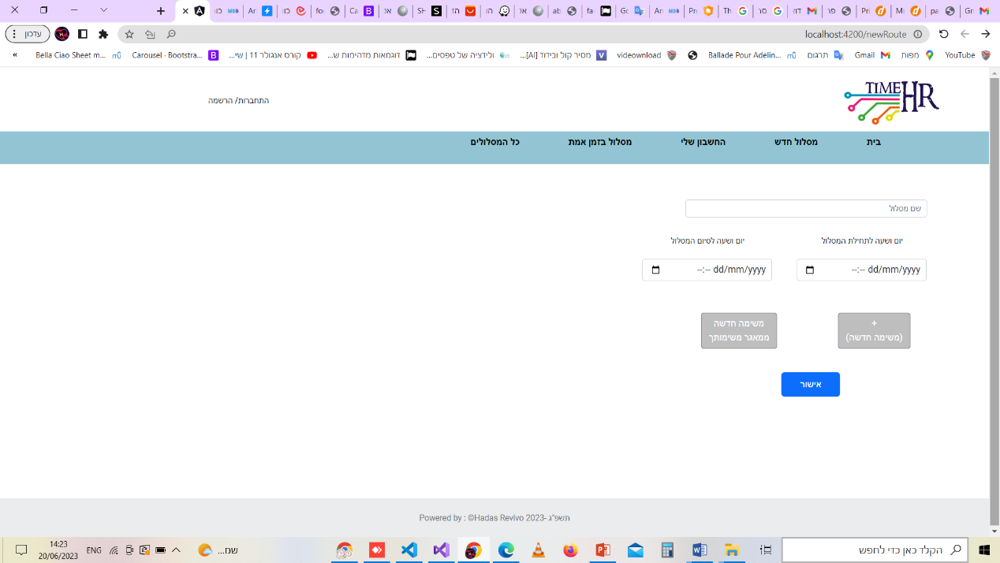 עדכון
localhost:4200/newRoute
YouTube
מפות
Gmail
תרגום
Ballade Pour Adelin...
videownload
מסיר קול ובידוד [AI]...
ולידציה של טפסים...
דוגמאות מדהימות ש...
קורס אנגולר 11 | שי...
Carousel · Bootstra...
Bella Ciao Sheet m...
»
TIME HR
התחברות/ הרשמה
בית
מסלול חדש
החשבון שלי
מסלול בזמן אמת
כל המסלולים
שם מסלול
יום ושעה לתחילת המסלול
יום ושעה לסיום המסלול
dd/mm/yyyy --:--
dd/mm/yyyy --:--
+
(משימה חדשה)
משימה חדשה
ממאגר משימותך
אישור
Powered by : ©Hadas Revivo 2023- תשפ"ג
הקלד כאן כדי לחפש
שמ...
ENG
14:23
20/06/2023